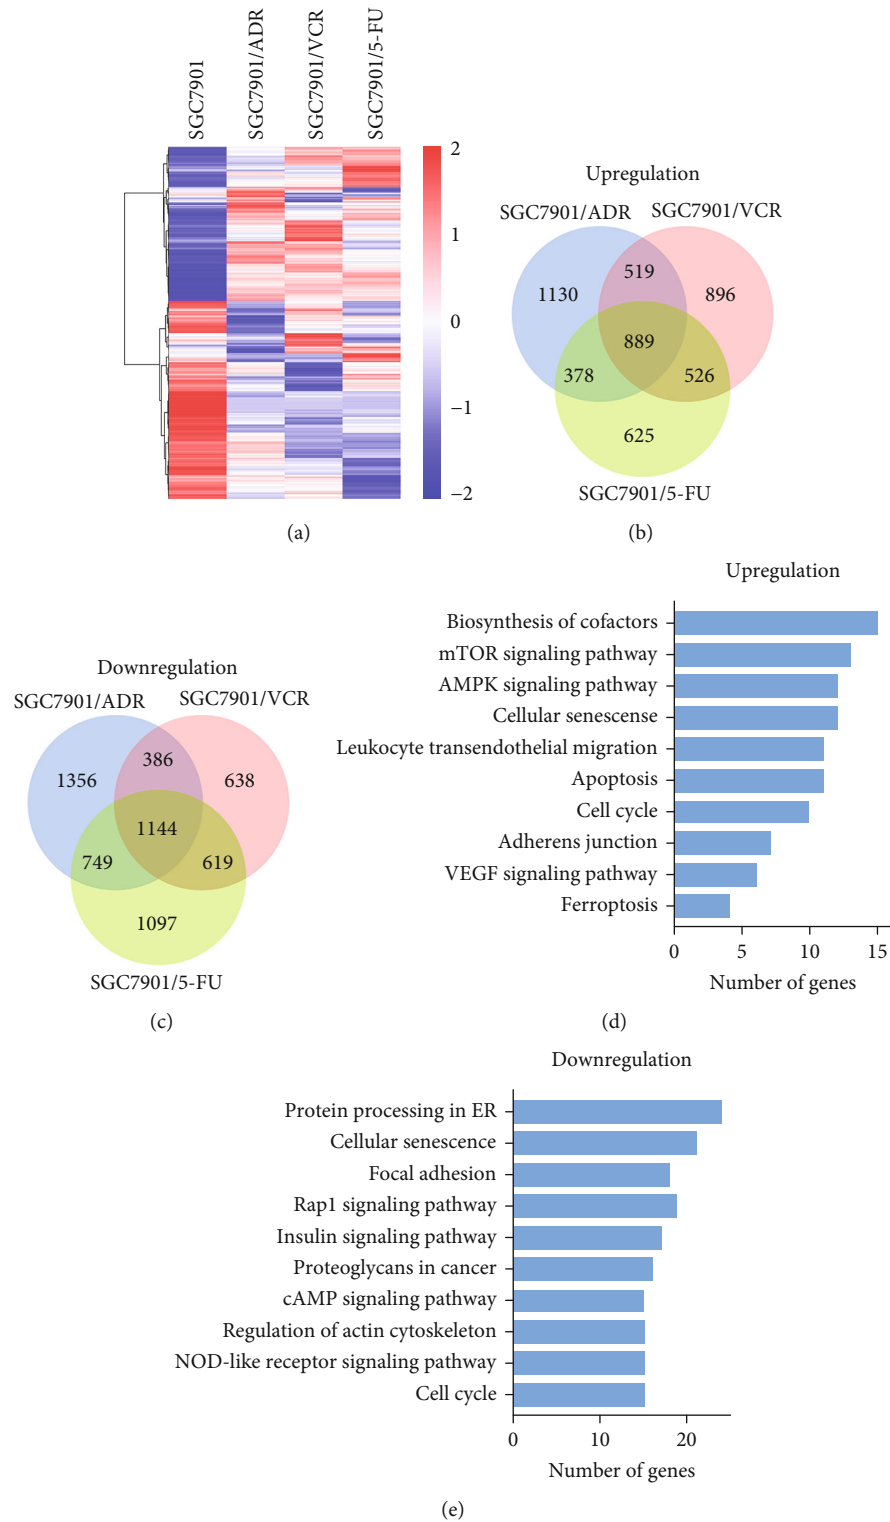 SGC7901
SGC7901/ADR
SGC7901/VCR
SGC7901/5-FU
2
1
0
−1
−2
(a)
Upregulation
SGC7901/ADR
SGC7901/VCR
519
1130
896
889
378
526
625
SGC7901/5-FU
(b)
Downregulation
SGC7901/ADR
SGC7901/VCR
386
1356
638
1144
749
619
1097
SGC7901/5-FU
(c)
Upregulation
Biosynthesis of cofactors
mTOR signaling pathway
AMPK signaling pathway
Cellular senescense
Leukocyte transendothelial migration
Apoptosis
Cell cycle
Adherens junction
VEGF signaling pathway
Ferroptosis
0 5 10 15
Number of genes
(d)
Downregulation
Protein processing in ER
Cellular senescence
Focal adhesion
Rap1 signaling pathway
Insulin signaling pathway
Proteoglycans in cancer
cAMP signaling pathway
Regulation of actin cytoskeleton
NOD-like receptor signaling pathway
Cell cycle
0 10 20
Number of genes
(e)